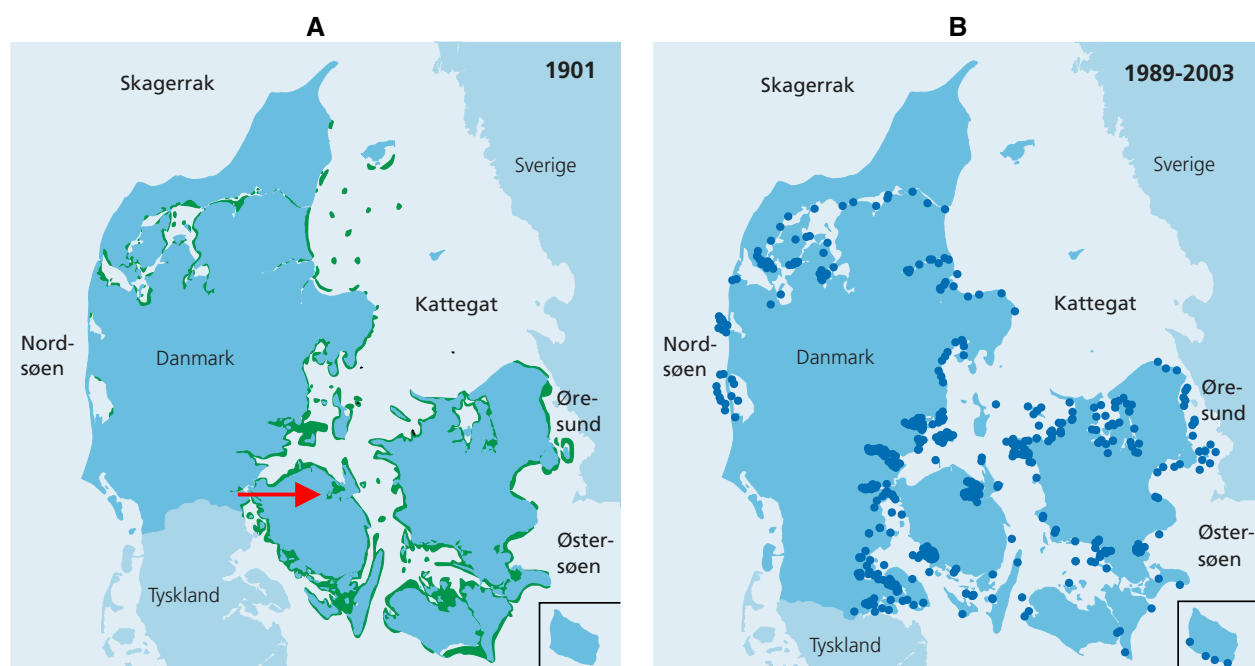 A
1901
Skagerrak
Sverige
Kattegat
Nord-
søen
Danmark
Øre-
sund
Øster-
søen
Tyskland
B
1989-2003
Skagerrak
Sverige
Kattegat
Nord-
søen
Danmark
Øre-
sund
Øster-
søen
Tyskland